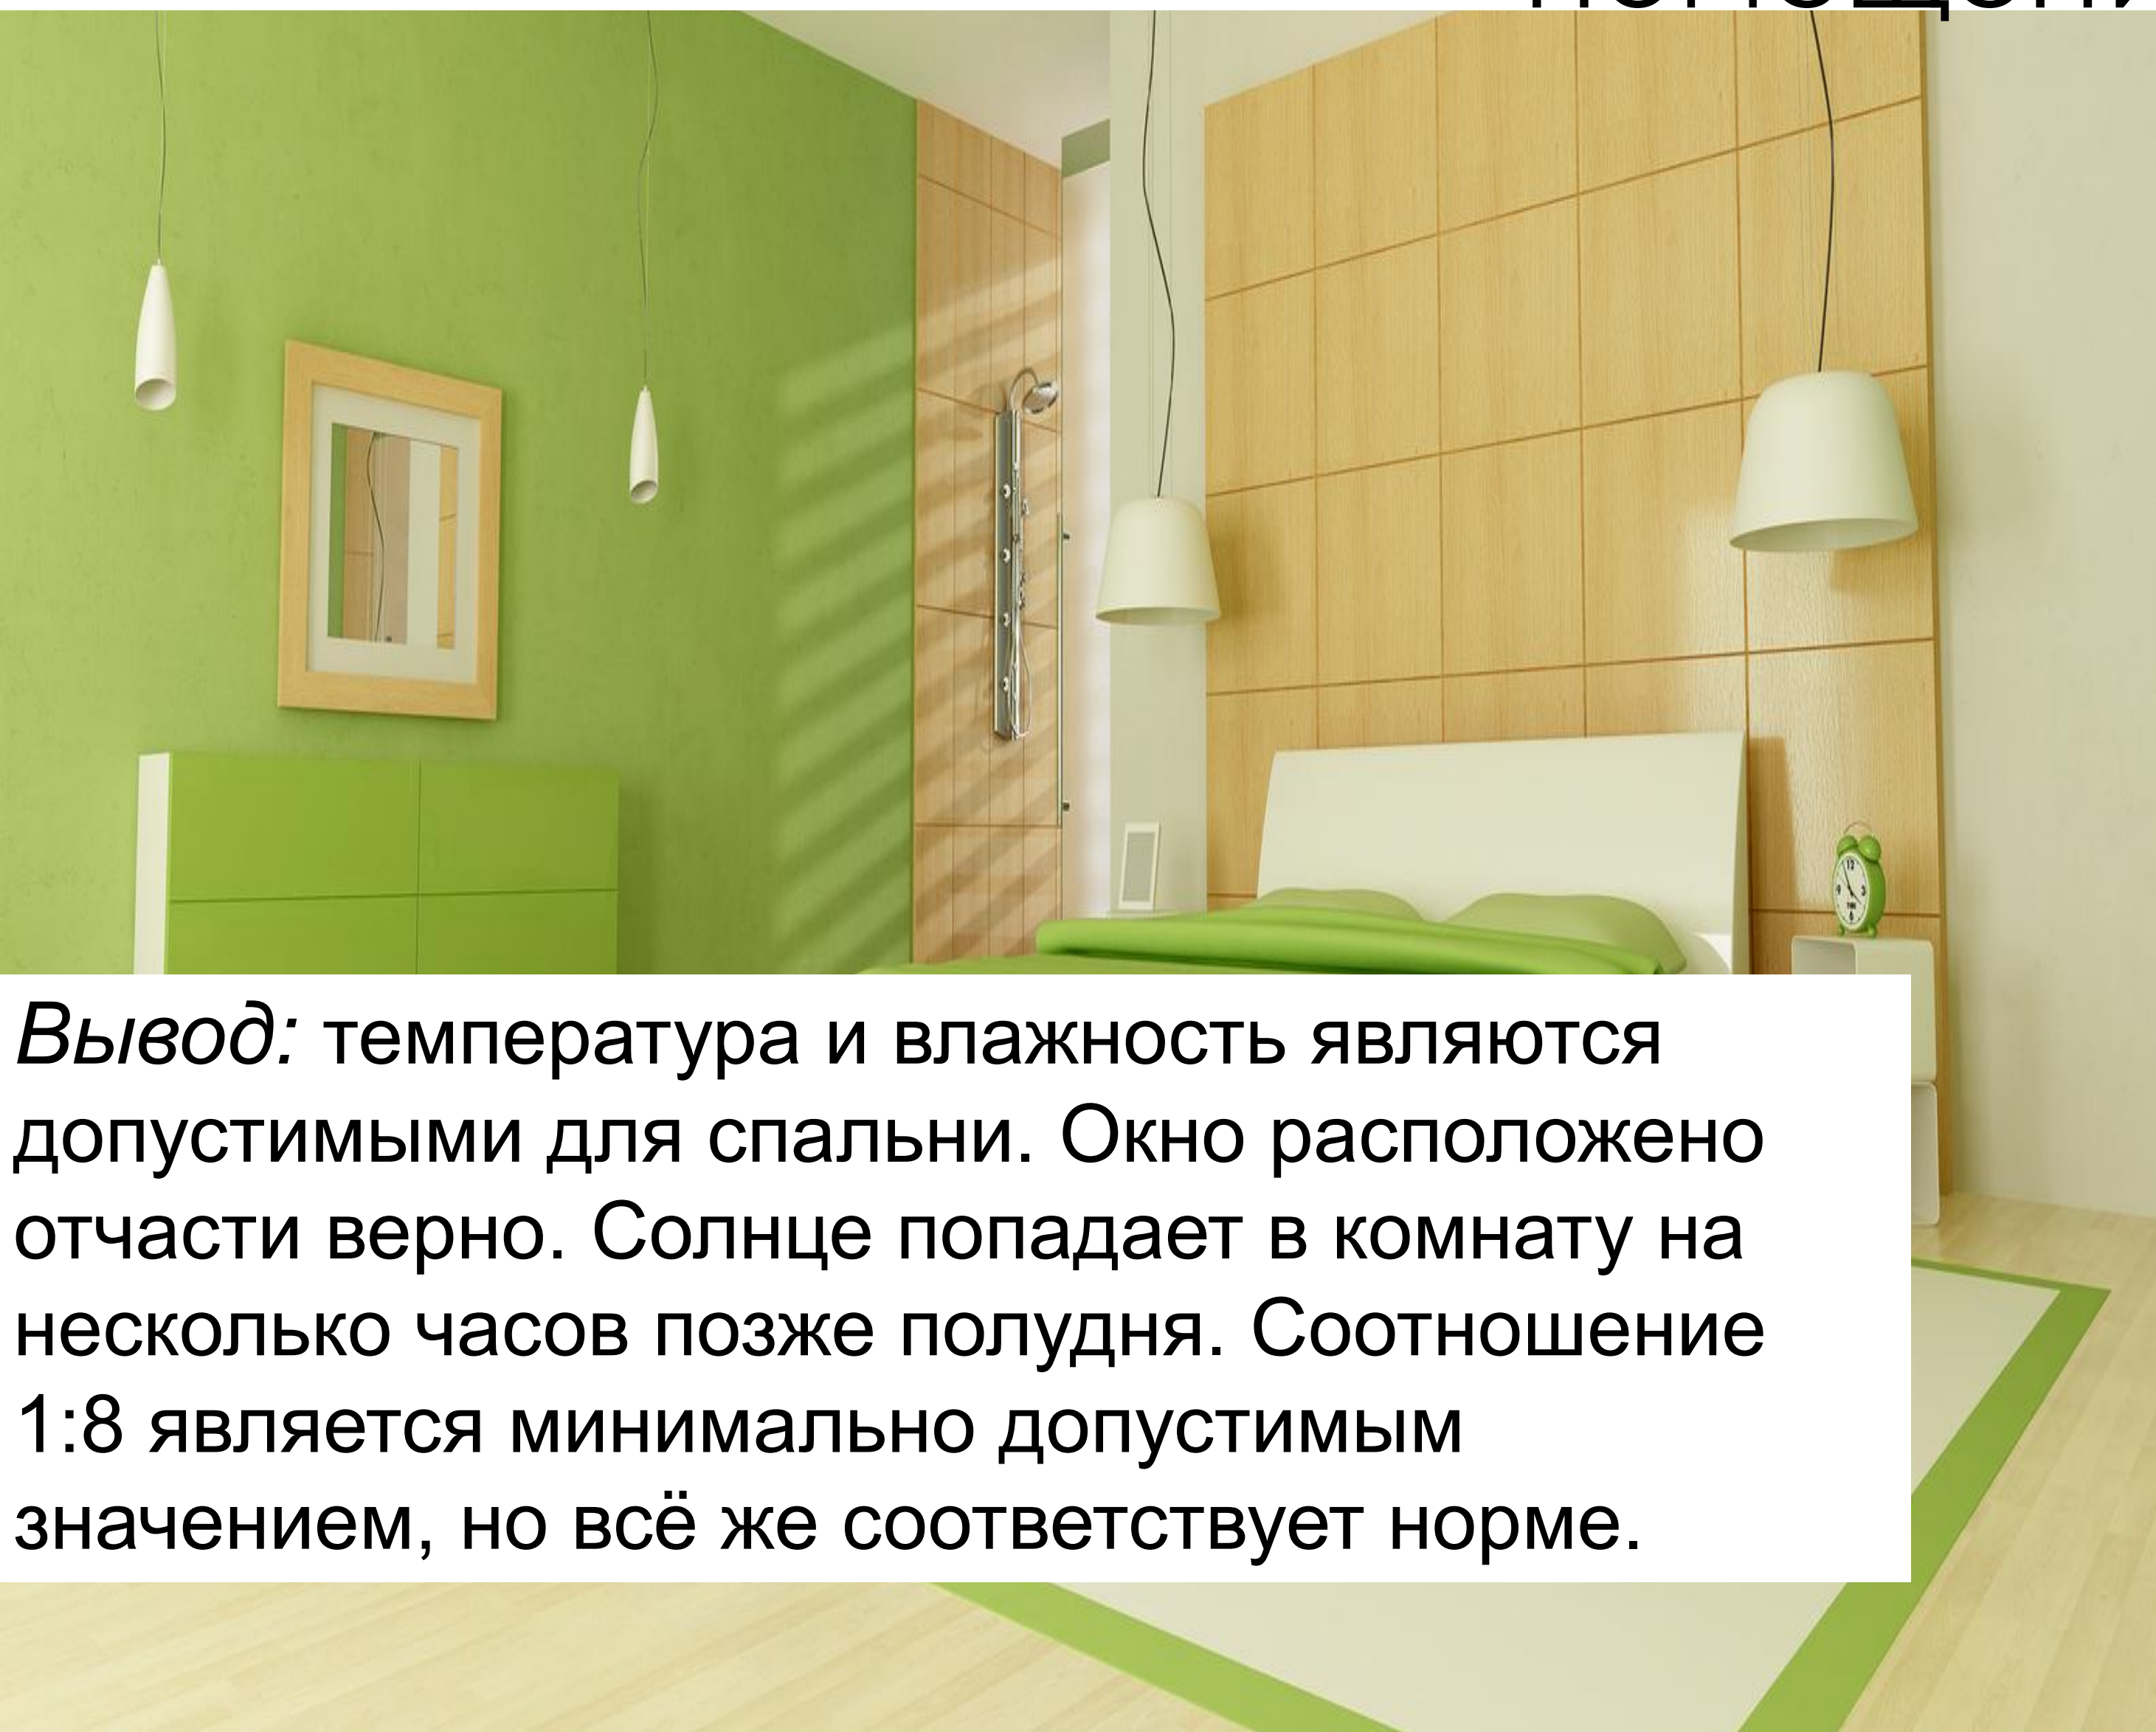 Вывод: температура и влажность являются
допустимыми для спальни. Окно расположено
отчасти верно. Солнце попадает в комнату на
несколько часов позже полудня. Соотношение
1:8 является минимально допустимым
значением, но всё же соответствует норме.